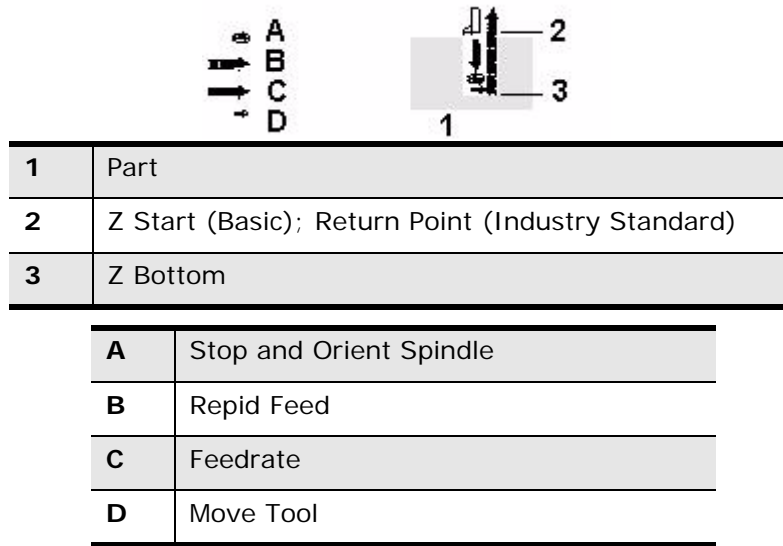 A
B
C
D
2
3
1
1 Part
2 Z Start (Basic); Return Point (Industry Standard)
3 Z Bottom
A Stop and Orient Spindle
B Repid Feed
C Feedrate
D Move Tool